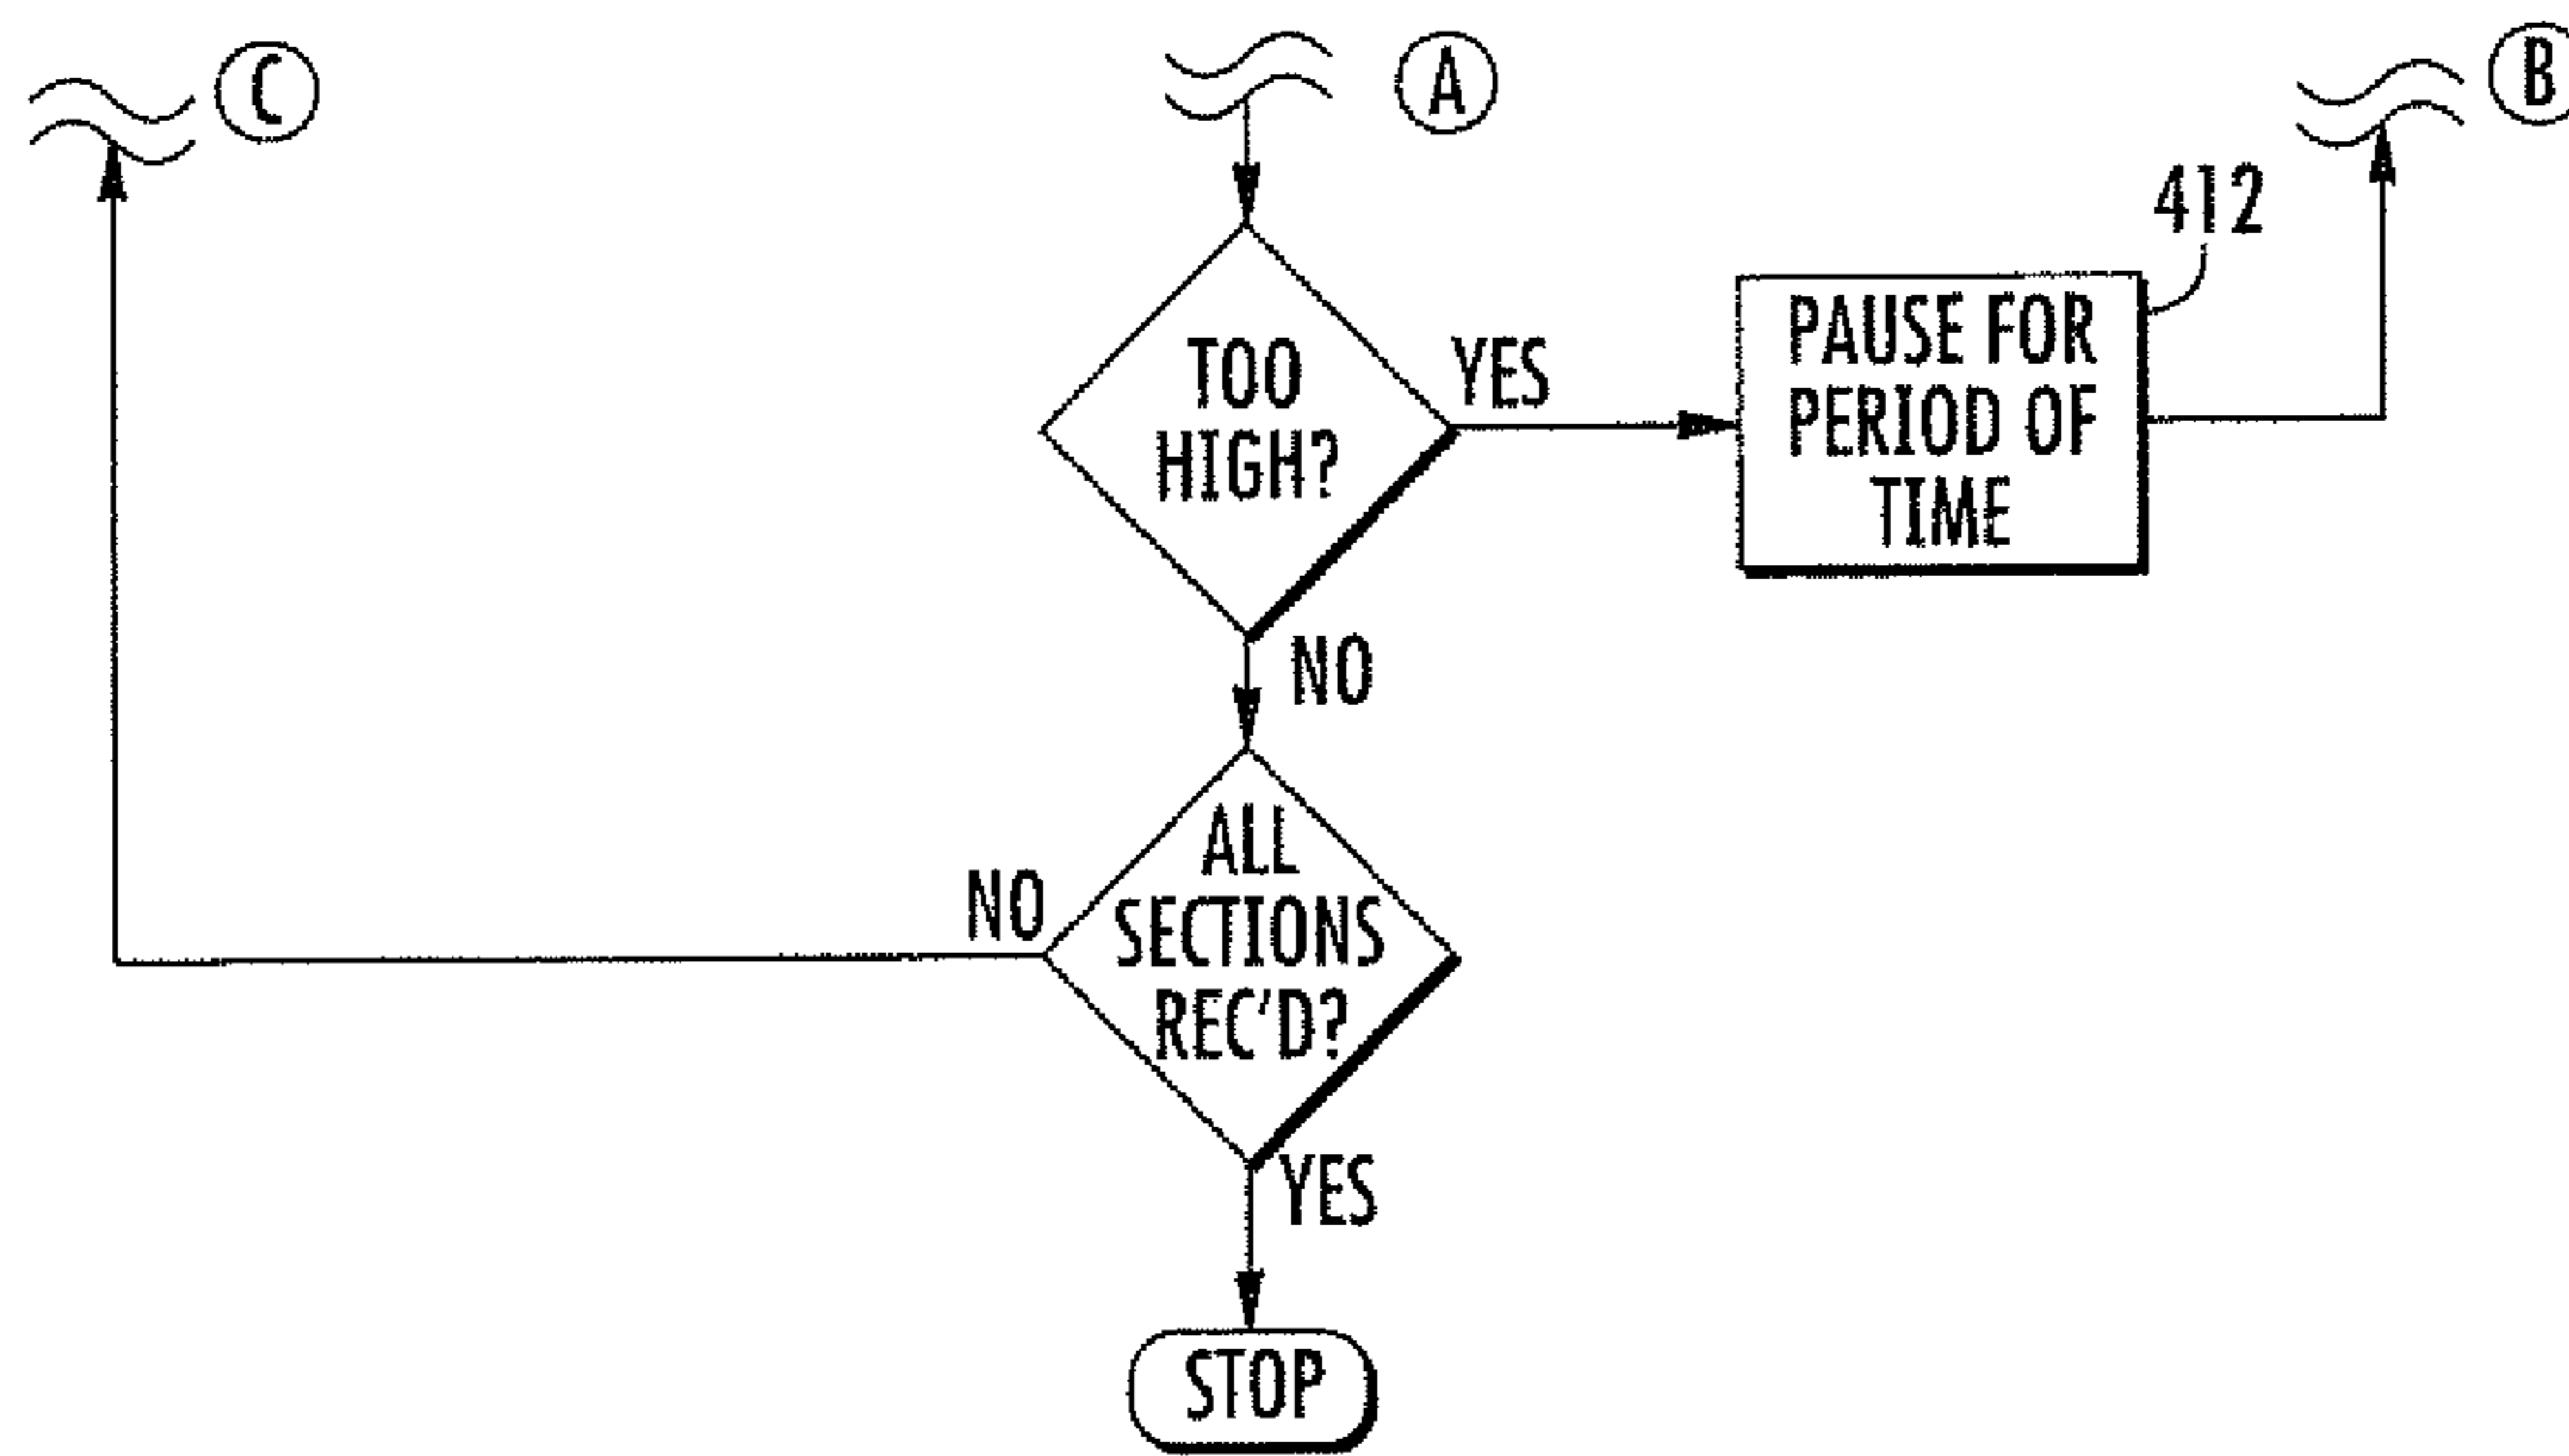 C
A
B
412
TOO
HIGH?
YES
PAUSE FOR
PERIOD OF
TIME
NO
ALL
SECTIONS
REC'D?
NO
YES
STOP